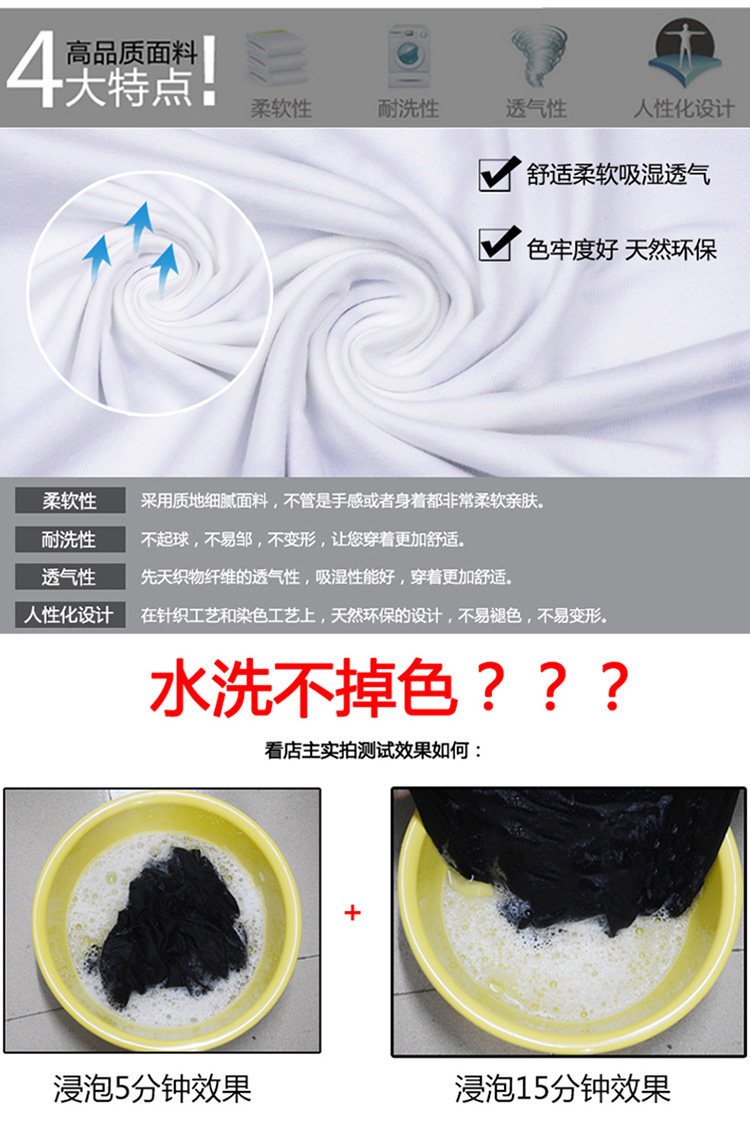 4高品质面料
大特点!
柔软性 耐洗性 透气性 人性化设计
舒适柔软吸湿透气
色牢度好 天然环保
柔软性 采用质地细腻面料，不管是手感或者身着都非常柔软亲肤。
耐洗性 不起球，不易邹，不变形，让您穿着更加舒适。
透气性 先天织物纤维的透气性，吸湿性能好，穿着更加舒适。
人性化设计 在针织工艺和染色工艺上，天然环保的设计，不易褪色，不易变形。
水洗不掉色？？？
看店主实拍测试效果如何：
+
浸泡5分钟效果 浸泡15分钟效果